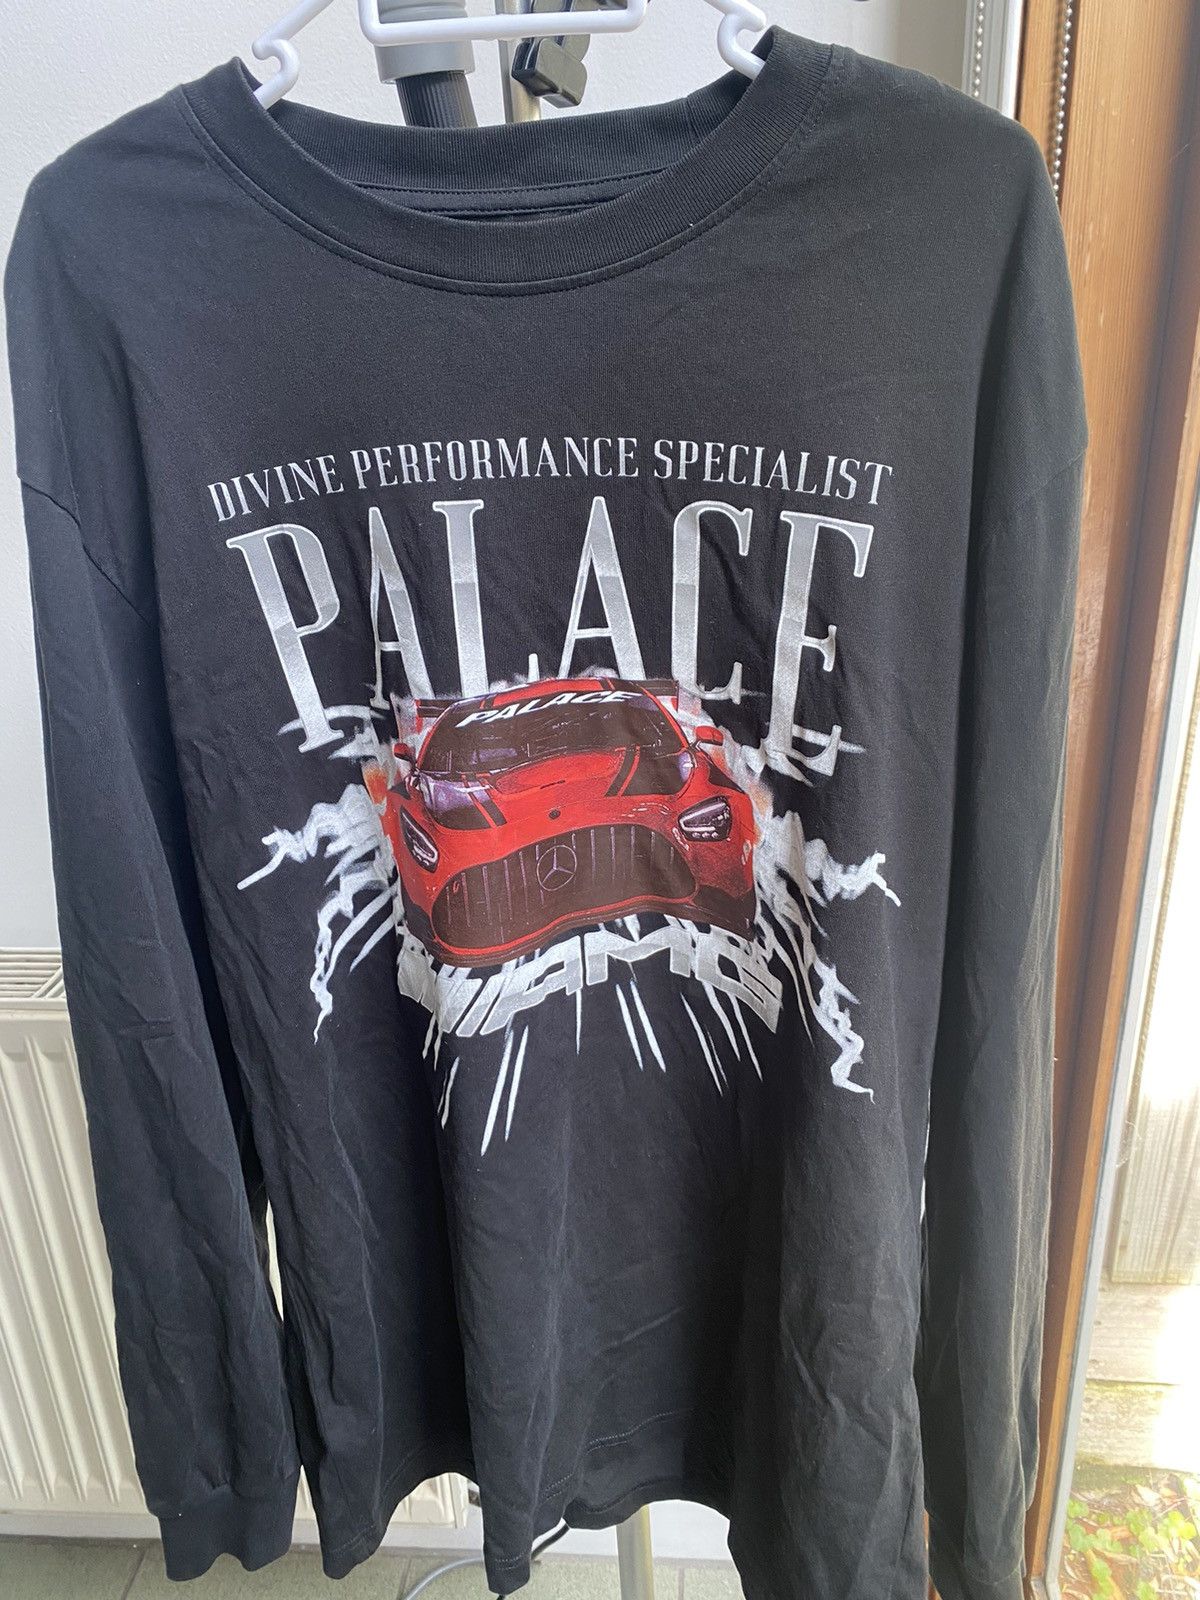 DIVINE PERFORMANCE SPECIALIST
PALACE
PALACE
AMG